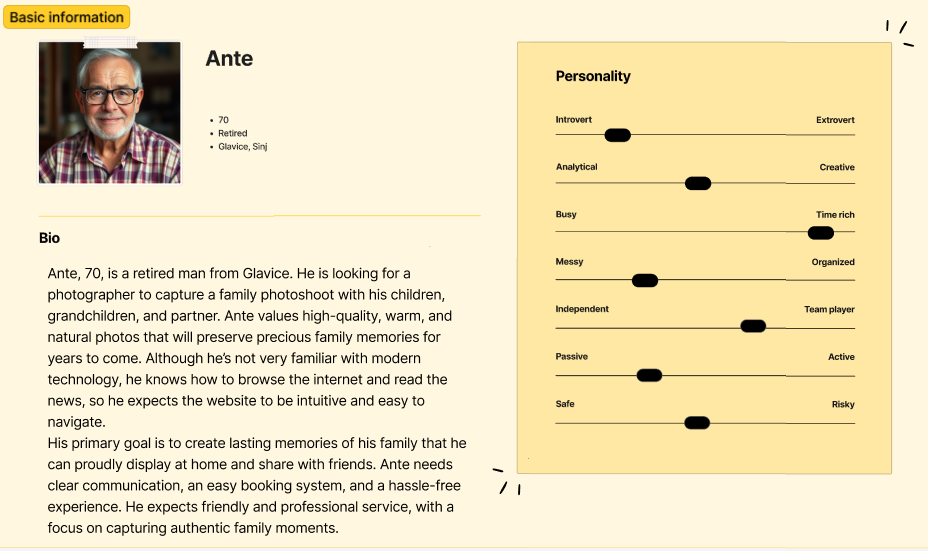 Basic information
Ante
70
Retired
Glavice, Sinj
Bio
Ante, 70, is a retired man from Glavice. He is looking for a
photographer to capture a family photoshoot with his children,
grandchildren, and partner. Ante values high-quality, warm, and
natural photos that will preserve precious family memories for
years to come. Although he's not very familiar with modern
technology, he knows how to browse the internet and read the
news, so he expects the website to be intuitive and easy to
navigate.
His primary goal is to create lasting memories of his family that he
can proudly display at home and share with friends. Ante needs
clear communication, an easy booking system, and a hassle-free
experience. He expects friendly and professional service, with a
focus on capturing authentic family moments.
Personality
Introvert Extrovert
Analytical Creative
Busy Time rich
Messy Organized
Independent Team player
Passive Active
Safe Risky